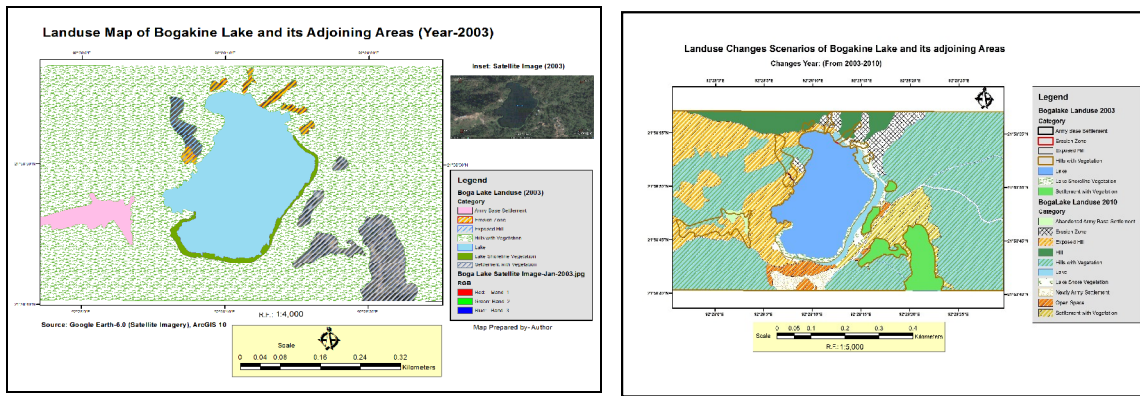 Landuse Map of Bogakine Lake and its Adjoining Areas (Year-2003)
Inset: Satellite Image (2003)
Legend
Boga Lake Landuse (2003)
Category
Army Base Settlement
Erosion Zone
Exposed Hill
Hills with Vegetation
Lake
Lake Shoreline Vegetation
Settlement with Vegetation
Boga Lake Satellite Image-Jan-2003.jpg
RGB
Red: Band_1
Green: Band_2
Blue: Band_3
R.F.: 1:4,000
Source: Google Earth-6.0 (Satellite Imagery), ArcGIS 10
Map Prepared by- Author
Scale
0 0.04 0.08 0.16 0.24 0.32
Kilometers
Landuse Changes Scenarios of Bogakine Lake and its adjoining Areas
Changes Year: (From 2003-2010)
Legend
Bogalake Landuse 2003
Category
Army Base Settlement
Erosion Zone
Exposed Hill
Hills with Vegetation
Lake
Lake Shoreline Vegetation
Settlement with Vegetation
BogaLake Landuse 2010
Category
Abandoned Army Base Settlement
Erosion Zone
Exposed Hill
Hill
Hills with Vegetation
Lake
Lake Shore Vegetation
Newly Army Settlement
Open Space
Settlement with Vegetation
Scale
0 0.05 0.1 0.2 0.3 0.4
Kilometers
R.F.: 1:5,000